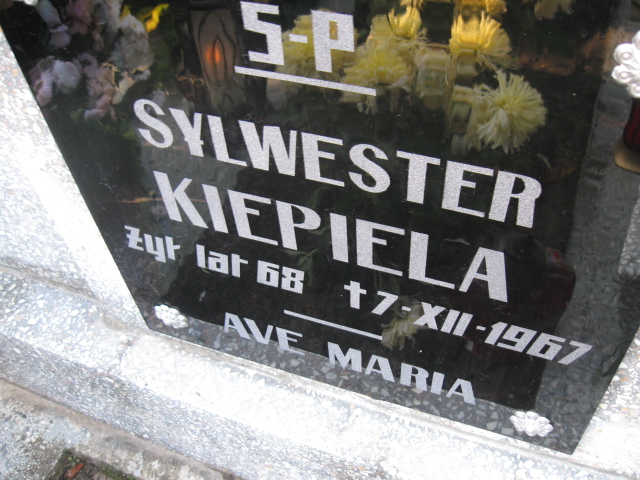 S-P
SYLWESTER
KIEPIELA
żył lat 68 †7-XII-1967
AVE MARIA